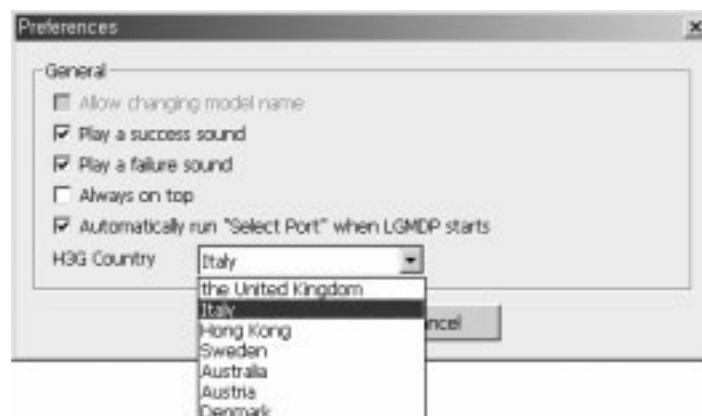 Preferences
General
Allow changing model name
Play a success sound
Play a failure sound
Always on top
Automatically run "Select Port" when LGMDP starts
H3G Country
Italy
the United Kingdom
Italy
Hong Kong
ncel
Sweden
Australia
Austria
Denmark